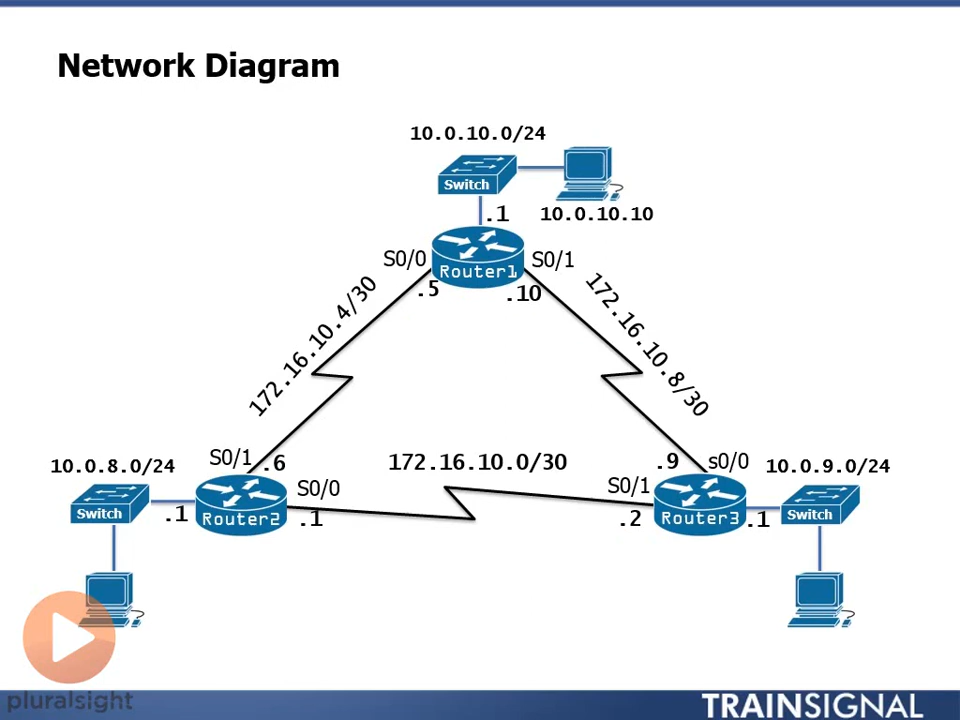 Network Diagram
10.0.10.0/24
Switch
.1
10.0.10.10
S0/0
Router1
S0/1
.5
.10
172.16.10.4/30
172.16.10.8/30
10.0.8.0/24
S0/1
.6
172.16.10.0/30
.9
s0/0
10.0.9.0/24
S0/0
S0/1
Switch
.1
Router2
.1
.2
Router3
.1
Switch
pluralsight
TRAINSIGNAL